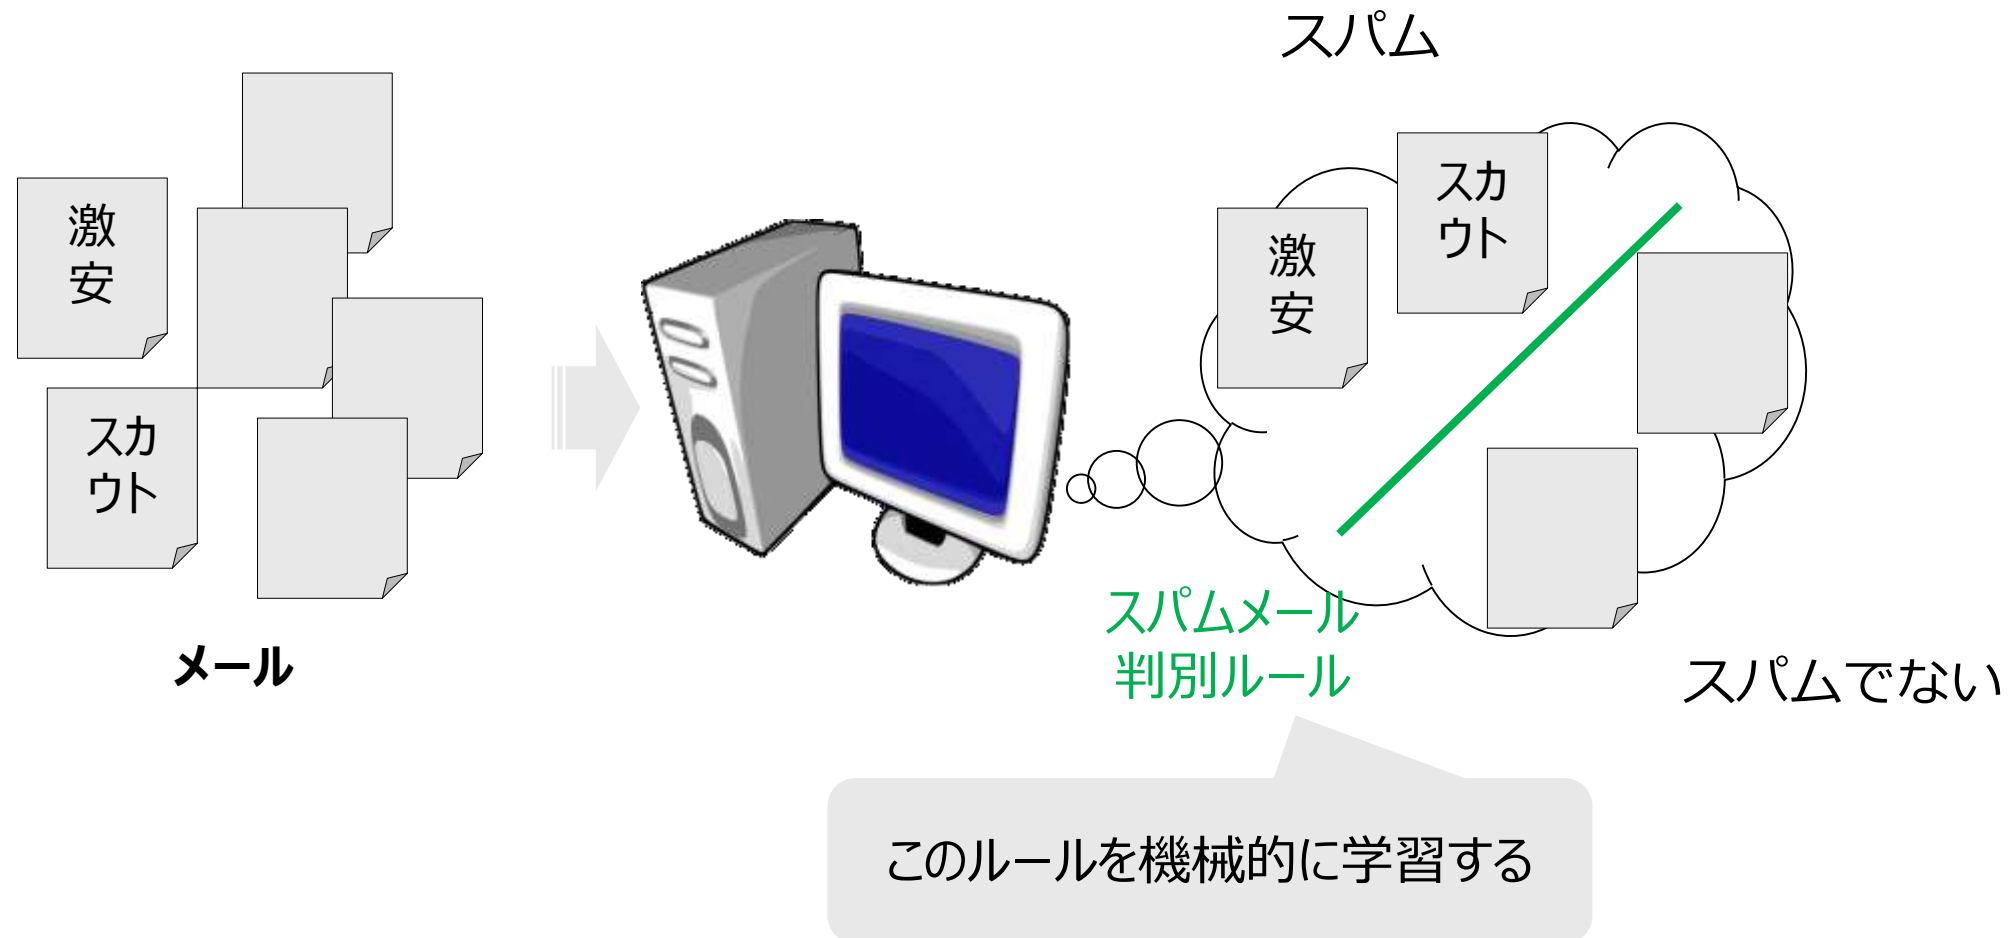 スパム
激
安
スカ
ウト
メール
激
安
スカ
ウト
スパムメール
判別ルール
スパムでない
このルールを機械的に学習する